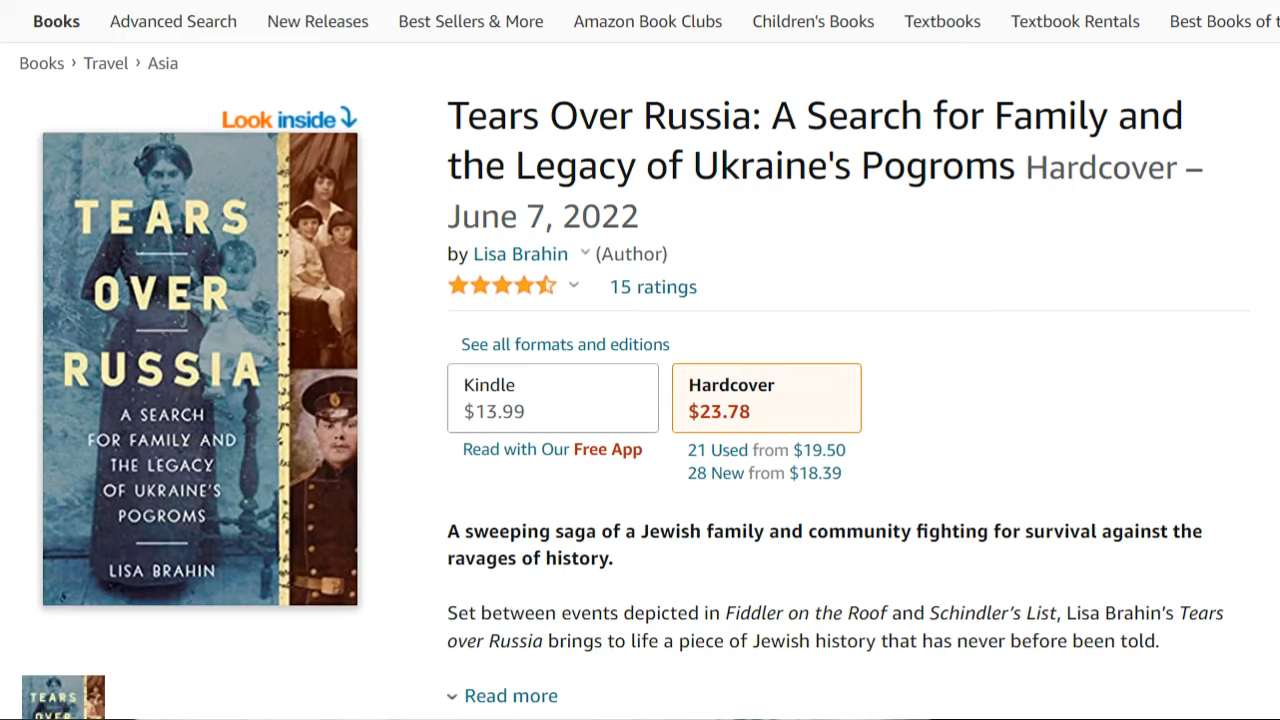 Books Advanced Search New Releases Best Sellers & More Amazon Book Clubs Children's Books Textbooks Textbook Rentals Best Books of t
Books › Travel › Asia
Look inside
TEARS
OVER
RUSSIA
A SEARCH
FOR FAMILY AND
THE LEGACY
OF UKRAINE'S
POGROMS
LISA BRAHIN
TEARS
OVER
Tears Over Russia: A Search for Family and
the Legacy of Ukraine's Pogroms Hardcover –
June 7, 2022
by Lisa Brahin (Author)
15 ratings
See all formats and editions
Kindle
$13.99
Read with Our Free App
Hardcover
$23.78
21 Used from $19.50
28 New from $18.39
A sweeping saga of a Jewish family and community fighting for survival against the
ravages of history.
Set between events depicted in Fiddler on the Roof and Schindler’s List, Lisa Brahin’s Tears
over Russia brings to life a piece of Jewish history that has never before been told.
Read more